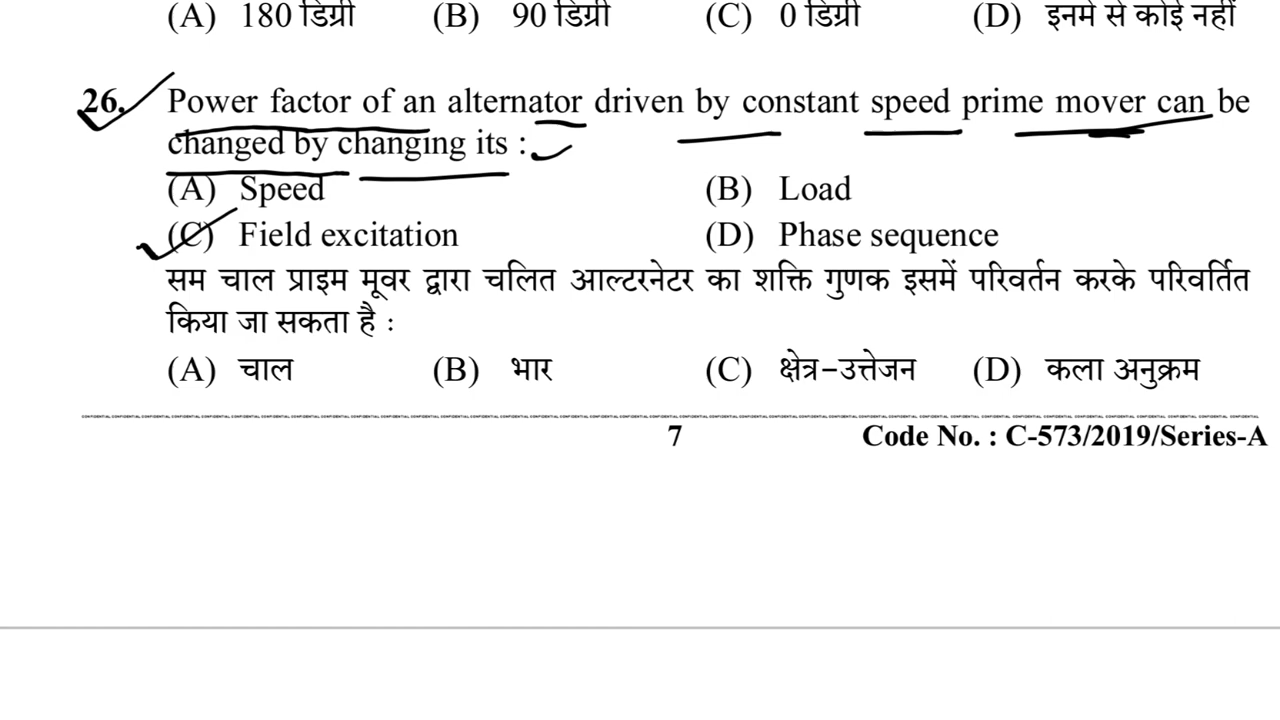 (A) 180 डिग्री (B) 90 डिग्री (C) 0 डिग्री (D) इनमें से कोई नहीं
26. Power factor of an alternator driven by constant speed prime mover can be
changed by changing its :
(A) Speed (B) Load
(C) Field excitation (D) Phase sequence
सम चाल प्राइम मूवर द्वारा चलित आल्टरनेटर का शक्ति गुणक इसमें परिवर्तन करके परिवर्तित
किया जा सकता है :
(A) चाल (B) भार (C) क्षेत्र-उत्तेजन (D) कला अनुक्रम
7 Code No. : C-573/2019/Series-A